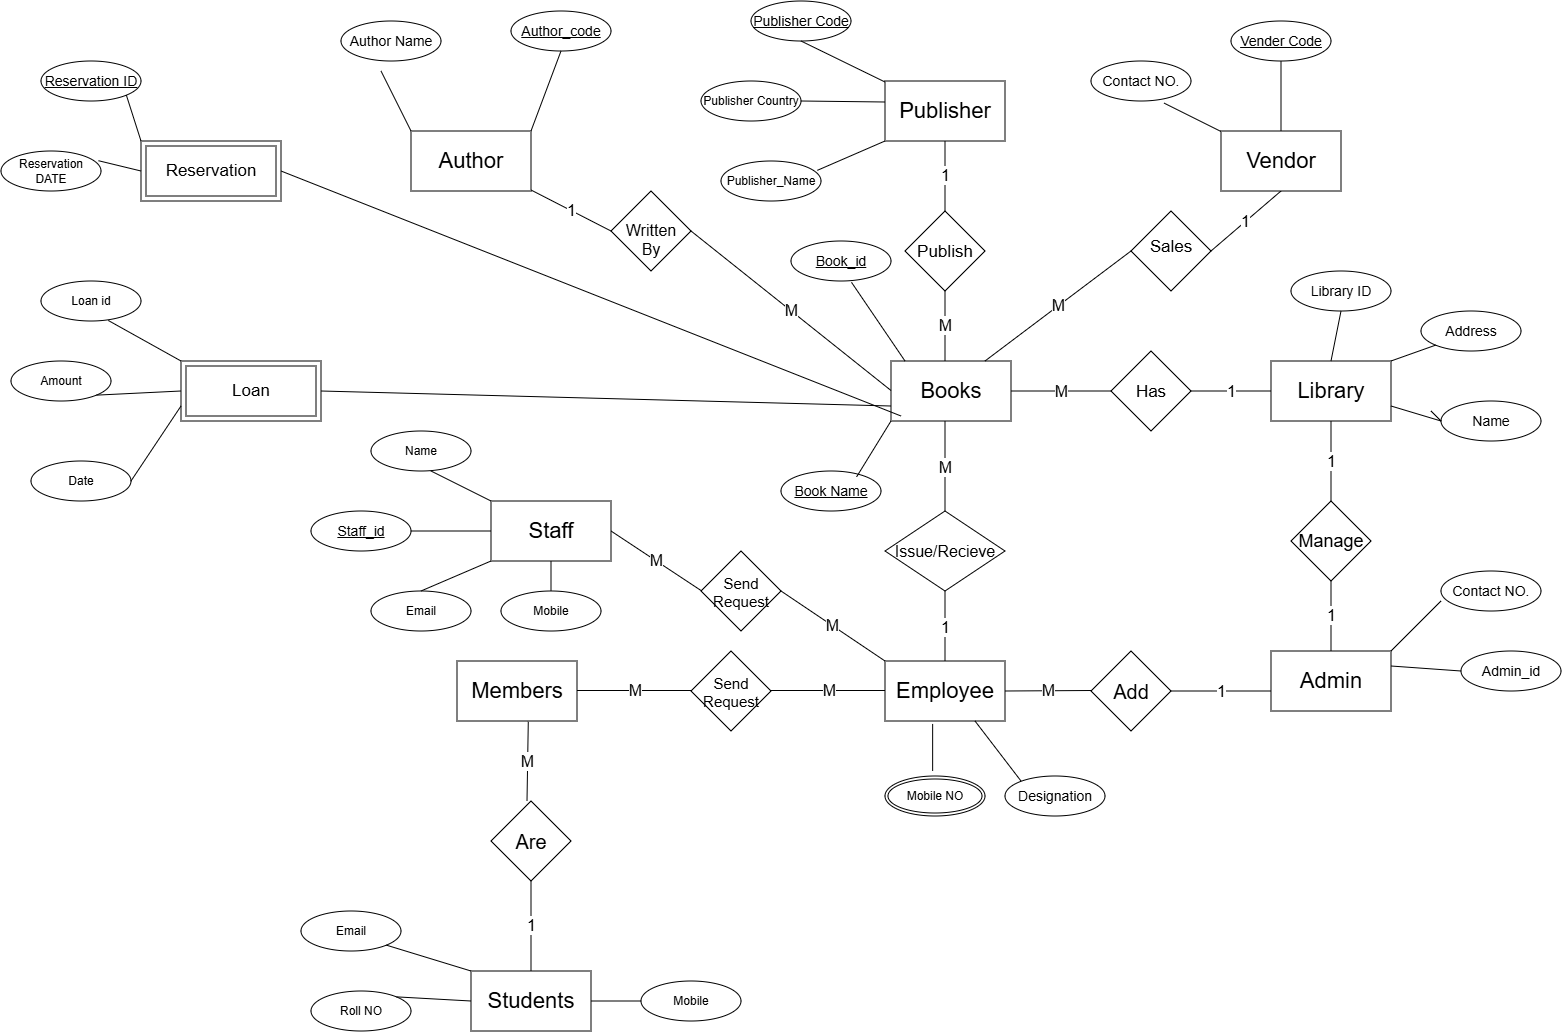 Publisher Code
Author_code
Author Name
Vender Code
Reservation ID
Contact NO.
Publisher Country
Publisher
Reservation
DATE
Reservation
Author
Vendor
Publisher_Name
1
1
Written
By
1
Publish
Sales
Book_id
Loan id
M
M
M
Library ID
Address
Amount
Loan
Books
M
Has
1
Library
Name
Name
M
1
Date
Book Name
Staff_id
Staff
M
Issue/Recieve
Manage
Send
Request
Email
Mobile
M
1
1
Contact NO.
Members
M
Send
Request
M
Employee
M
Add
1
Admin
Admin_id
M
Mobile NO
Designation
Are
1
Email
Roll NO
Students
Mobile